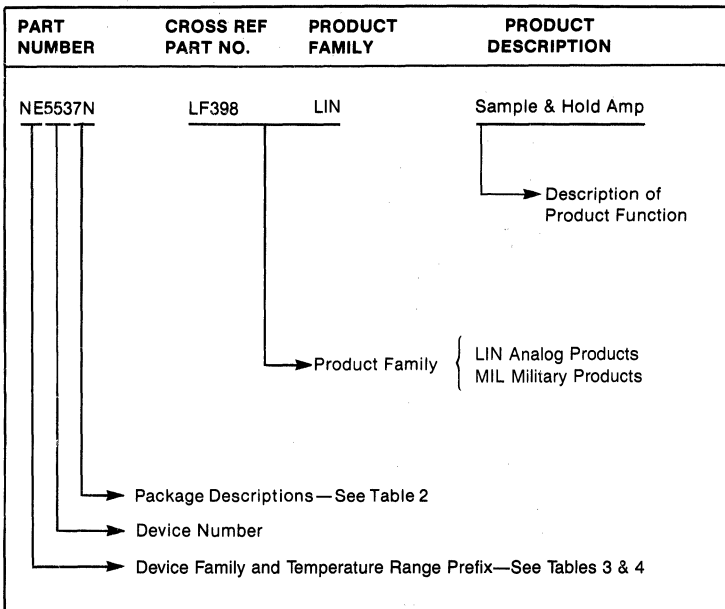 PART NUMBER CROSS REF PART NO. PRODUCT FAMILY PRODUCT DESCRIPTION
NE5537N LF398 LIN Sample & Hold Amp
Description of
Product Function
Product Family { LIN Analog Products
MIL Military Products
Package Descriptions—See Table 2
Device Number
Device Family and Temperature Range Prefix—See Tables 3 & 4